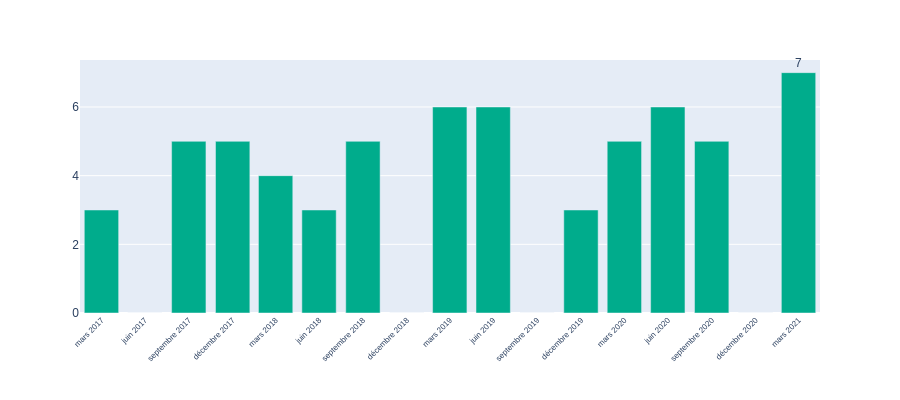 7
6
4
2
0
mars 2017
juin 2017
septembre 2017
décembre 2017
mars 2018
juin 2018
septembre 2018
décembre 2018
mars 2019
juin 2019
septembre 2019
décembre 2019
mars 2020
juin 2020
septembre 2020
décembre 2020
mars 2021